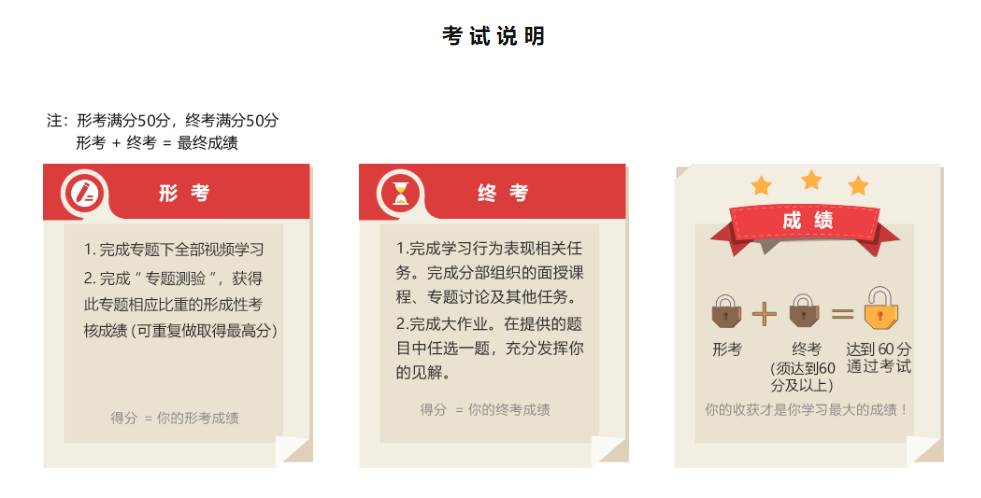 考试说明
注：形考满分50分，终考满分50分
形考 + 终考 = 最终成绩
形 考
1. 完成专题下全部视频学习
2. 完成“专题测验”，获得
此专题相应比重的形成性考
核成绩(可重复做取得最高分)
得分 = 你的形考成绩
终 考
1.完成学习行为表现相关任
务。完成分部组织的面授课
程、专题讨论及其他任务。
2.完成大作业。在提供的题
目中任选一题，充分发挥你
的见解。
得分 = 你的终考成绩
成 绩
+ =
形考 终考 达到 60 分
(须达到60 通过考试
分及以上)
你的收获才是你学习最大的成绩！